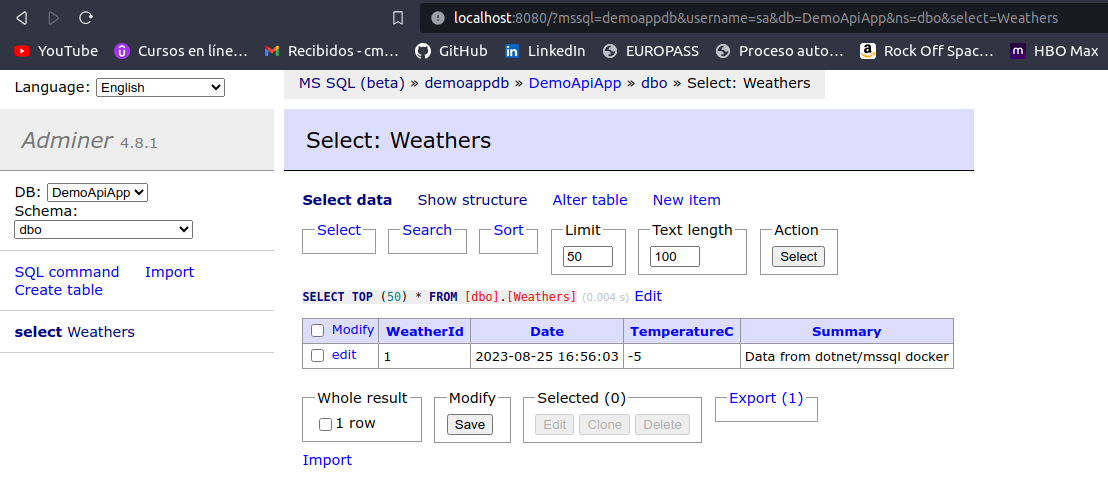 localhost:8080/?mssql=demoappdb&username=sa&db=DemoApiApp&ns=dbo&select=Weathers
YouTube Cursos en líne... Recibidos - cm... GitHub LinkedIn EUROPASS Proceso auto... Rock Off Spac... HBO Max
Language: English
MS SQL (beta) » demoappdb » DemoApiApp » dbo » Select: Weathers
Adminer 4.8.1
Select: Weathers
DB: DemoApiApp
Schema:
dbo
SQL command Import
Create table
select Weathers
Select data Show structure Alter table New item
Select Search Sort Limit Text length Action
50 100 Select
SELECT TOP (50) * FROM [dbo].[Weathers] (0.004 s) Edit
Modify WeatherId Date TemperatureC Summary
edit 1 2023-08-25 16:56:03 -5 Data from dotnet/mssql docker
Whole result Modify Selected (0) Export (1)
1 row Save Edit Clone Delete
Import